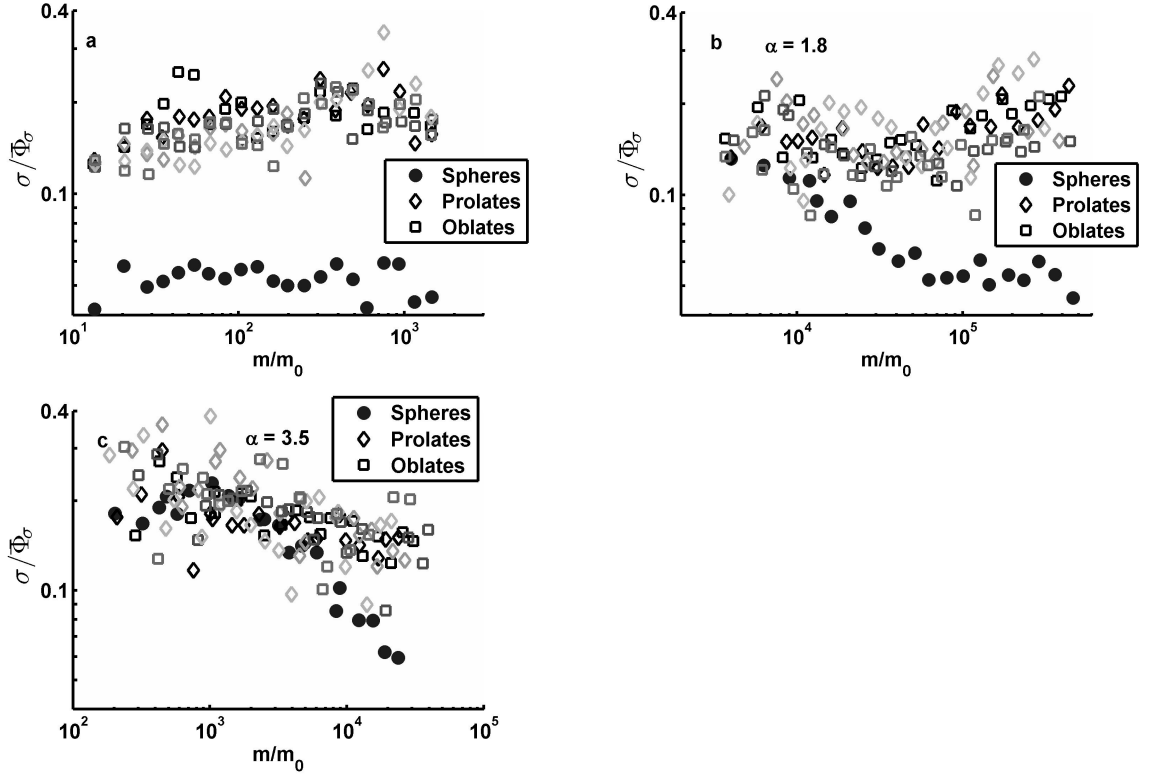 0.4
a
σ/Φ̅σ
0.1
Spheres
Prolates
Oblates
10^1
10^2
10^3
m/m0
0.4
b
α = 1.8
σ/Φ̅σ
0.1
Spheres
Prolates
Oblates
10^4
10^5
m/m0
0.4
c
α = 3.5
Spheres
Prolates
Oblates
σ/Φ̅σ
0.1
10^2
10^3
10^4
10^5
m/m0